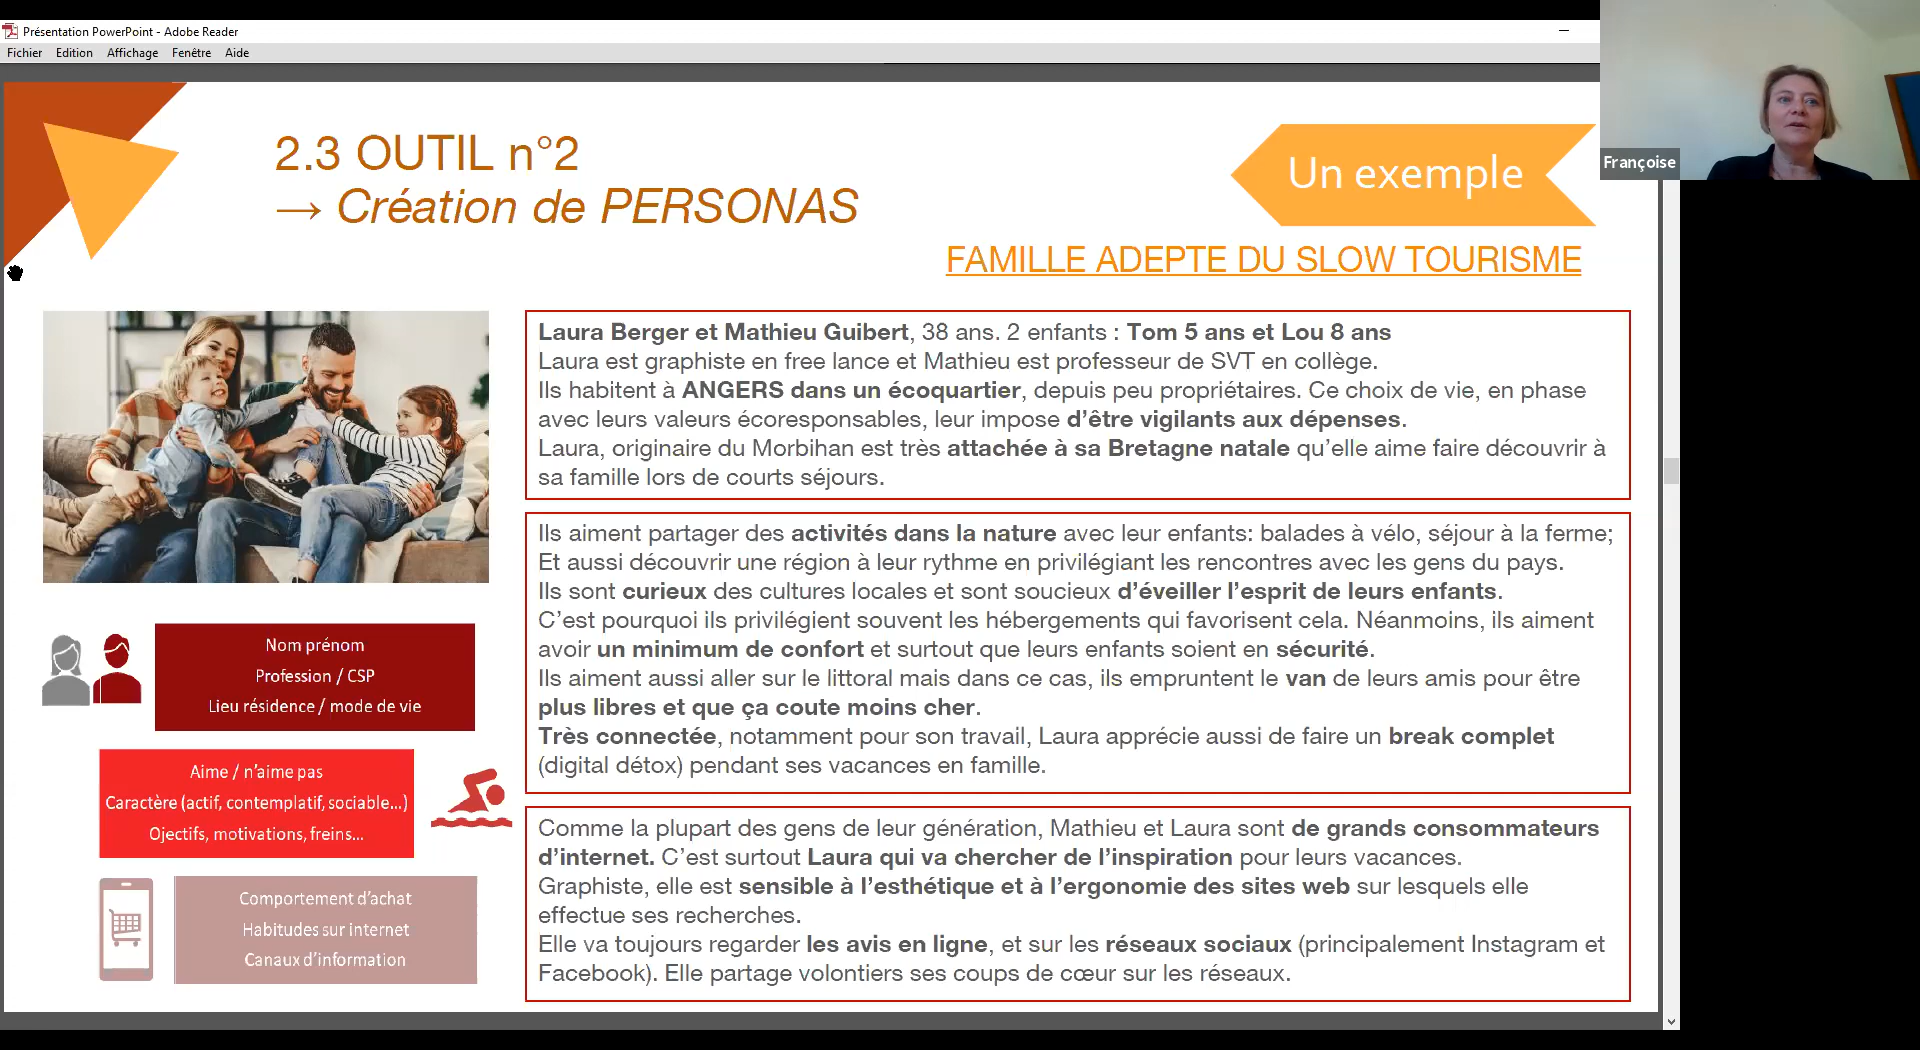 Présentation PowerPoint - Adobe Reader
Fichier Edition Affichage Fenêtre Aide
2.3 OUTIL n°2
→ Création de PERSONAS
Un exemple
Françoise
FAMILLE ADEPTE DU SLOW TOURISME
Laura Berger et Mathieu Guibert, 38 ans. 2 enfants : Tom 5 ans et Lou 8 ans
Laura est graphiste en free lance et Mathieu est professeur de SVT en collège.
Ils habitent à ANGERS dans un écoquartier, depuis peu propriétaires. Ce choix de vie, en phase
avec leurs valeurs écoresponsables, leur impose d’être vigilants aux dépenses.
Laura, originaire du Morbihan est très attachée à sa Bretagne natale qu’elle aime faire découvrir à
sa famille lors de courts séjours.
Ils aiment partager des activités dans la nature avec leur enfants: balades à vélo, séjour à la ferme;
Et aussi découvrir une région à leur rythme en privilégiant les rencontres avec les gens du pays.
Ils sont curieux des cultures locales et sont soucieux d’éveiller l’esprit de leurs enfants.
C’est pourquoi ils privilégient souvent les hébergements qui favorisent cela. Néanmoins, ils aiment
avoir un minimum de confort et surtout que leurs enfants soient en sécurité.
Ils aiment aussi aller sur le littoral mais dans ce cas, ils empruntent le van de leurs amis pour être
plus libres et que ça coute moins cher.
Très connectée, notamment pour son travail, Laura apprécie aussi de faire un break complet
(digital détox) pendant ses vacances en famille.
Comme la plupart des gens de leur génération, Mathieu et Laura sont de grands consommateurs
d’internet. C’est surtout Laura qui va chercher de l’inspiration pour leurs vacances.
Graphiste, elle est sensible à l’esthétique et à l’ergonomie des sites web sur lesquels elle
effectue ses recherches.
Elle va toujours regarder les avis en ligne, et sur les réseaux sociaux (principalement Instagram et
Facebook). Elle partage volontiers ses coups de cœur sur les réseaux.
Nom prénom
Profession / CSP
Lieu résidence / mode de vie
Aime / n’aime pas
Caractère (actif, contemplatif, sociable...)
Ojectifs, motivations, freins...
Comportement d’achat
Habitudes sur internet
Canaux d’information